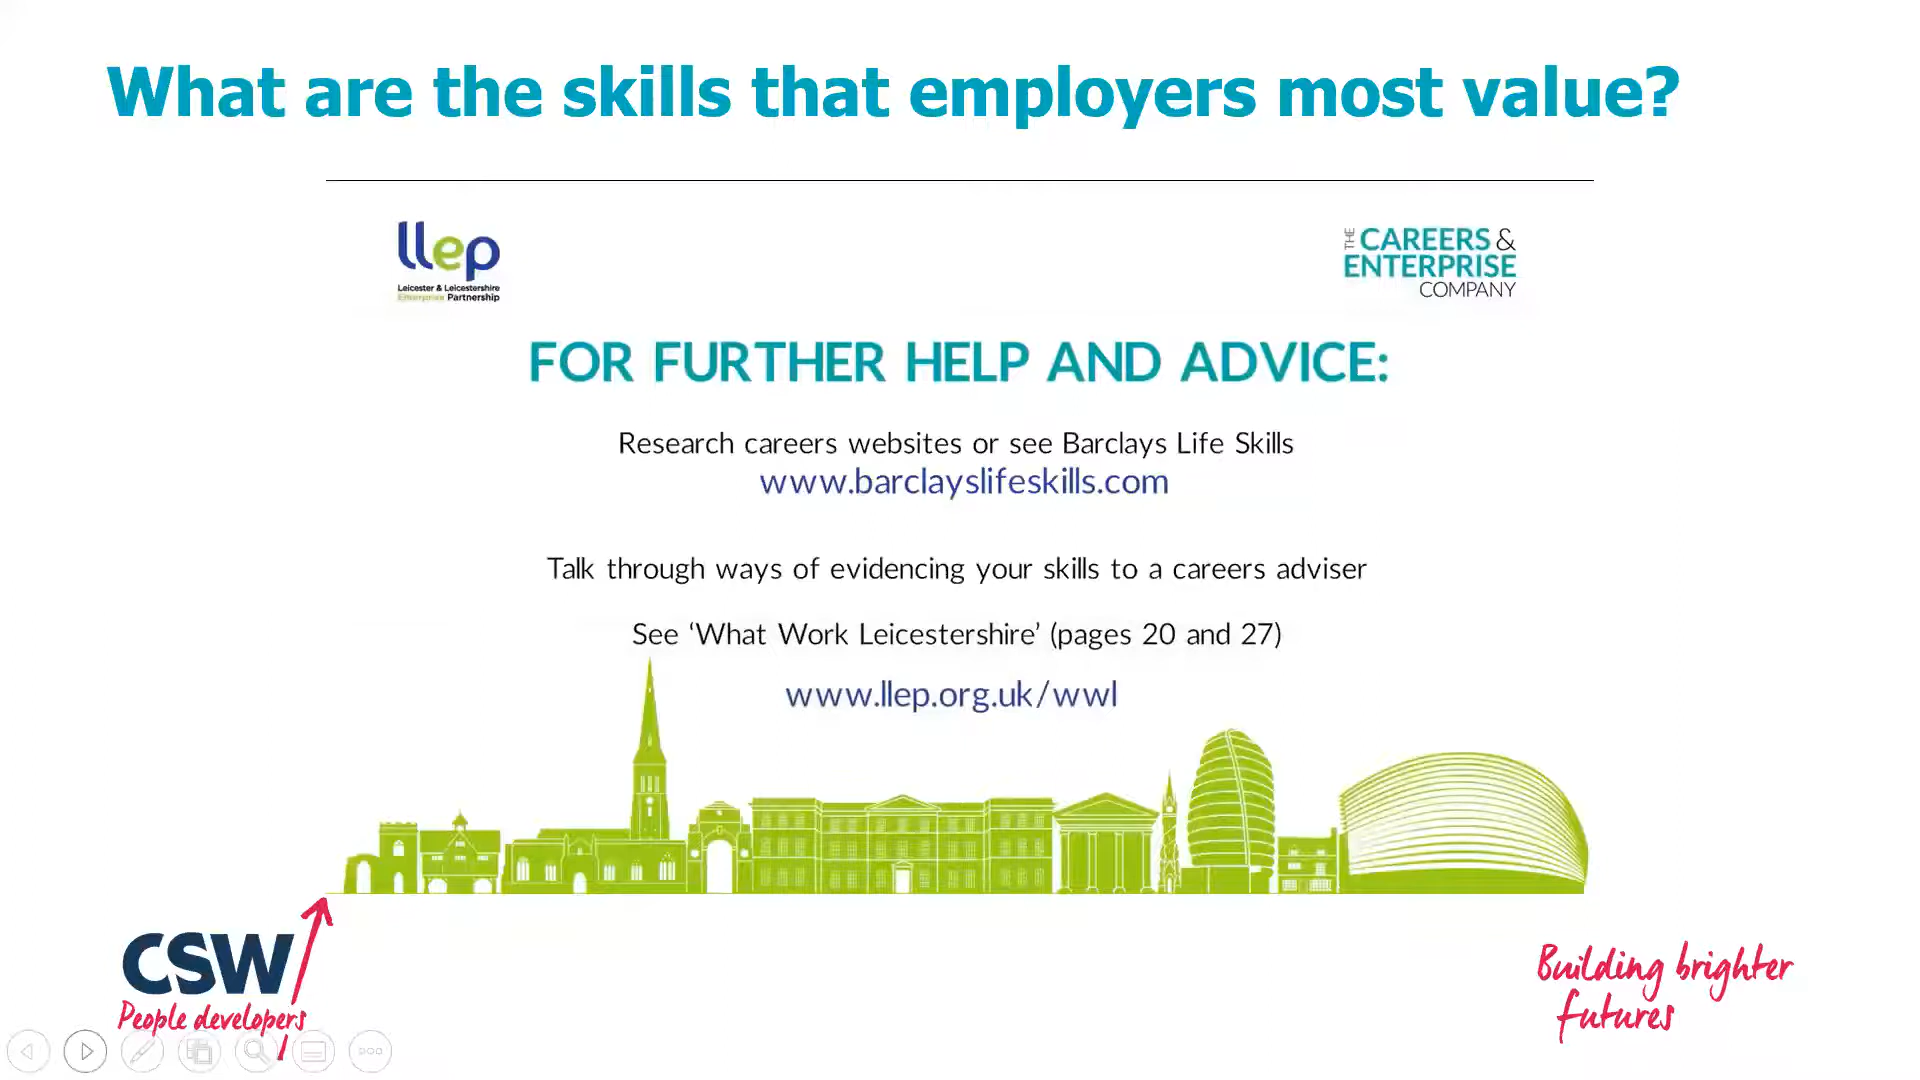 What are the skills that employers most value?
llep
Leicester & Leicestershire
Enterprise Partnership
THE CAREERS &
ENTERPRISE
COMPANY
FOR FURTHER HELP AND ADVICE:
Research careers websites or see Barclays Life Skills
www.barclayslifeskills.com
Talk through ways of evidencing your skills to a careers adviser
See ‘What Work Leicestershire’ (pages 20 and 27)
www.llep.org.uk/wwl
CSW
People developers
Building brighter
futures